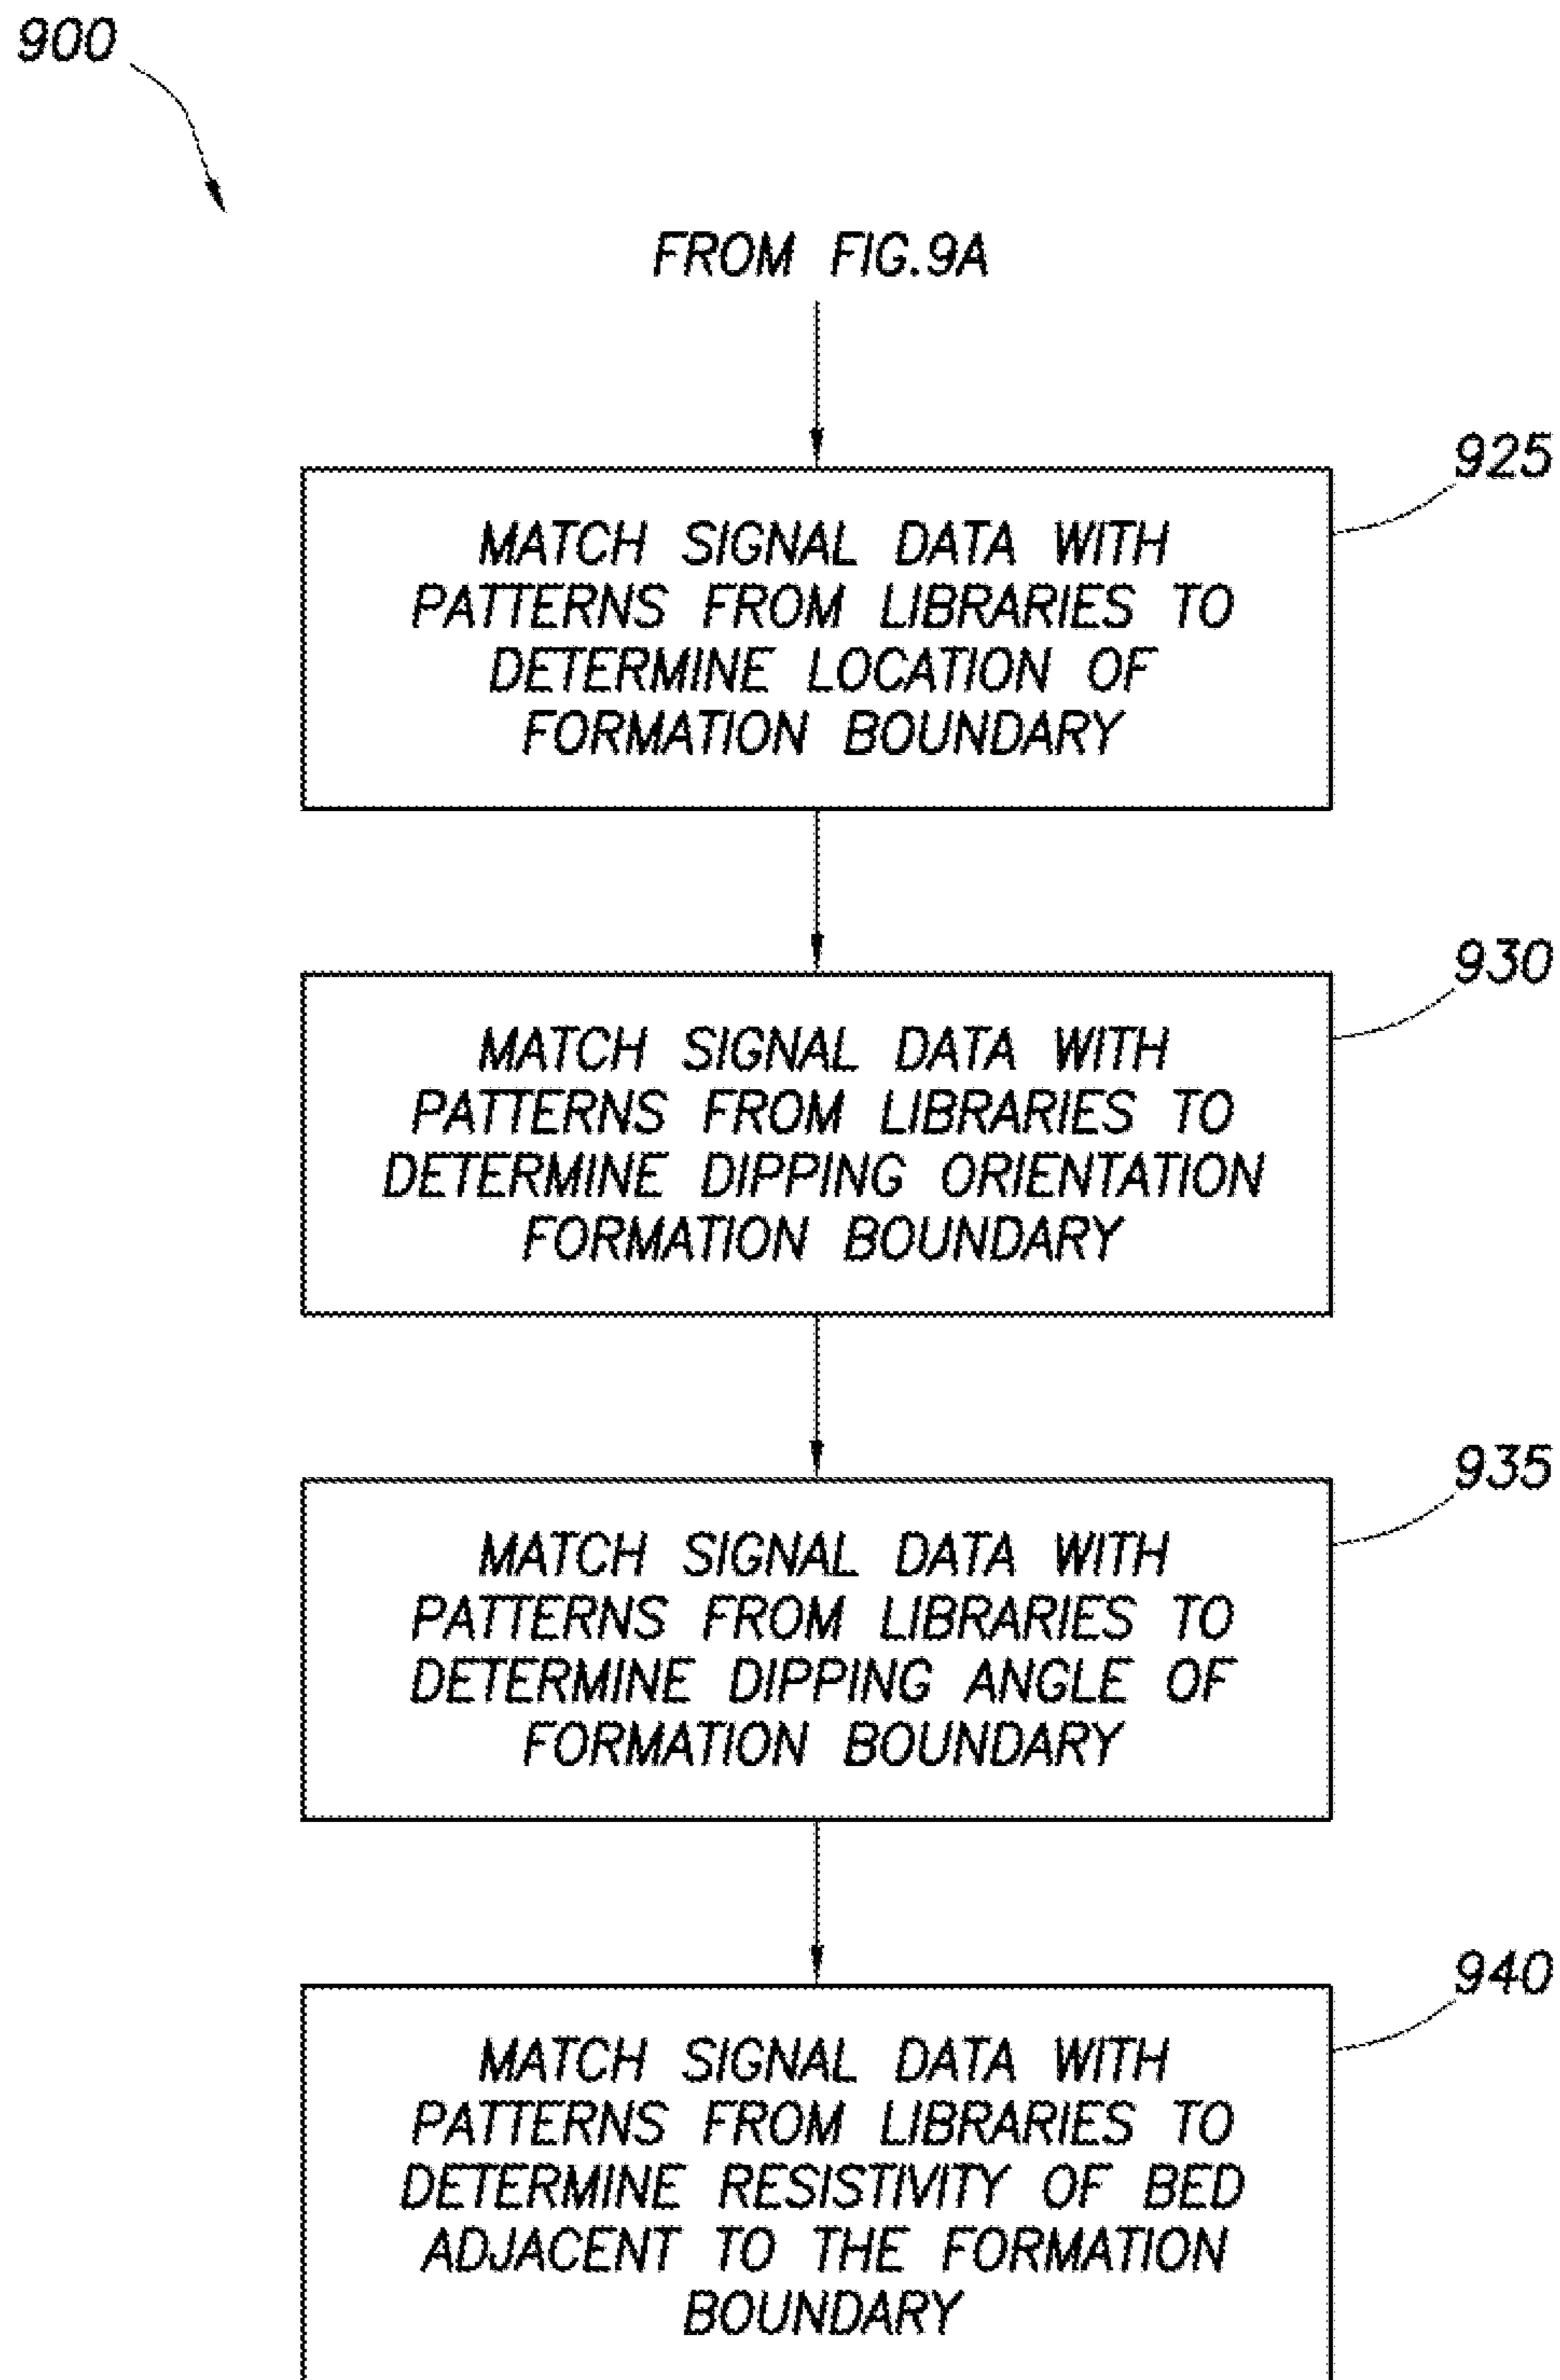 900
FROM FIG.9A
925
MATCH SIGNAL DATA WITH
PATTERNS FROM LIBRARIES TO
DETERMINE LOCATION OF
FORMATION BOUNDARY
930
MATCH SIGNAL DATA WITH
PATTERNS FROM LIBRARIES TO
DETERMINE DIPPING ORIENTATION
FORMATION BOUNDARY
935
MATCH SIGNAL DATA WITH
PATTERNS FROM LIBRARIES TO
DETERMINE DIPPING ANGLE OF
FORMATION BOUNDARY
940
MATCH SIGNAL DATA WITH
PATTERNS FROM LIBRARIES TO
DETERMINE RESISTIVITY OF BED
ADJACENT TO THE FORMATION
BOUNDARY